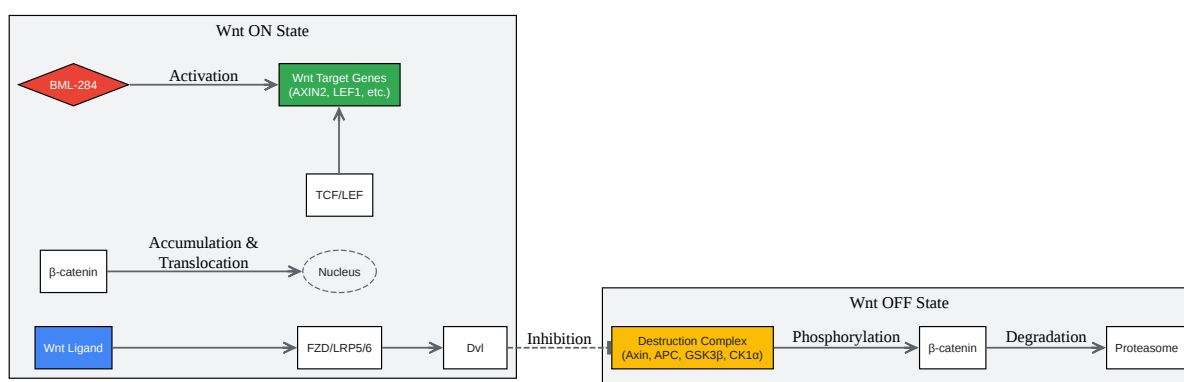 Wnt ON State
BML-284
Activation
Wnt Target Genes
(AXIN2, LEF1, etc.)
TCF/LEF
β-catenin
Accumulation &
Translocation
Nucleus
Wnt Ligand
FZD/LRP5/6
Dvl
Inhibition
Wnt OFF State
Destruction Complex
(Axin, APC, GSK3β, CK1α)
Phosphorylation
β-catenin
Degradation
Proteasome